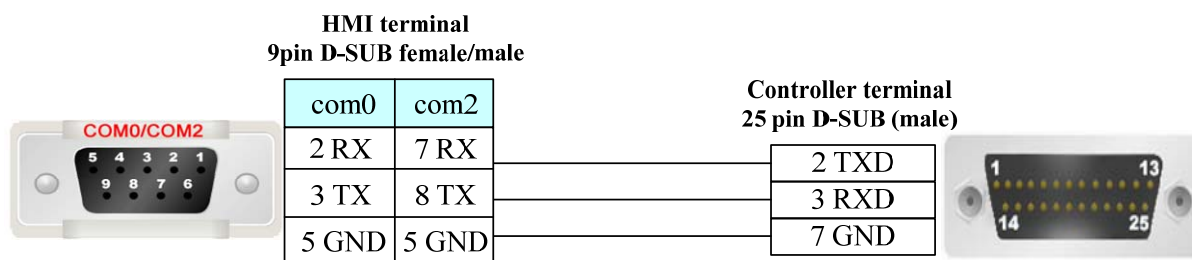 HMI terminal
9pin D-SUB female/male
COM0/COM2
5 4 3 2 1
9 8 7 6
com0 com2
2 RX 7 RX
3 TX 8 TX
5 GND 5 GND
Controller terminal
25 pin D-SUB (male)
2 TXD
3 RXD
7 GND
1 13
14 25